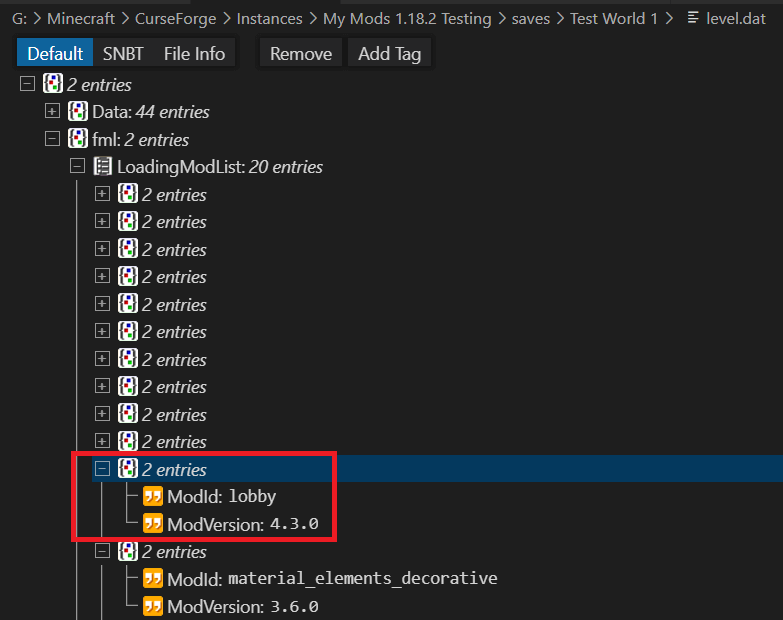 G: > Minecraft > CurseForge > Instances > My Mods 1.18.2 Testing > saves > Test World 1 > level.dat
Default SNBT File Info Remove Add Tag
2 entries
Data: 44 entries
fml: 2 entries
LoadingModList: 20 entries
2 entries
2 entries
2 entries
2 entries
2 entries
2 entries
2 entries
2 entries
2 entries
2 entries
2 entries
ModId: lobby
ModVersion: 4.3.0
2 entries
ModId: material_elements_decorative
ModVersion: 3.6.0